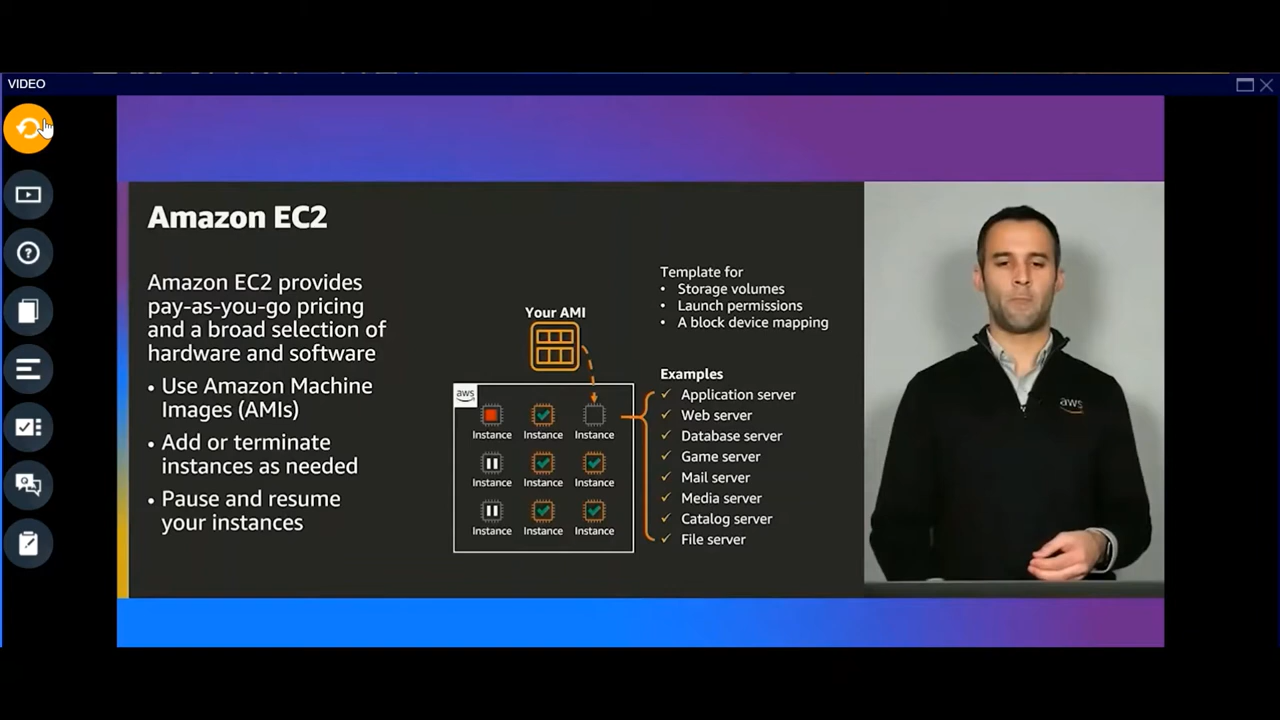 VIDEO
Amazon EC2
Amazon EC2 provides
pay-as-you-go pricing
and a broad selection of
hardware and software
• Use Amazon Machine
Images (AMIs)
• Add or terminate
instances as needed
• Pause and resume
your instances
Your AMI
aws
Instance Instance Instance
Instance Instance Instance
Instance Instance Instance
Template for
• Storage volumes
• Launch permissions
• A block device mapping
Examples
✓ Application server
✓ Web server
✓ Database server
✓ Game server
✓ Mail server
✓ Media server
✓ Catalog server
✓ File server
aws